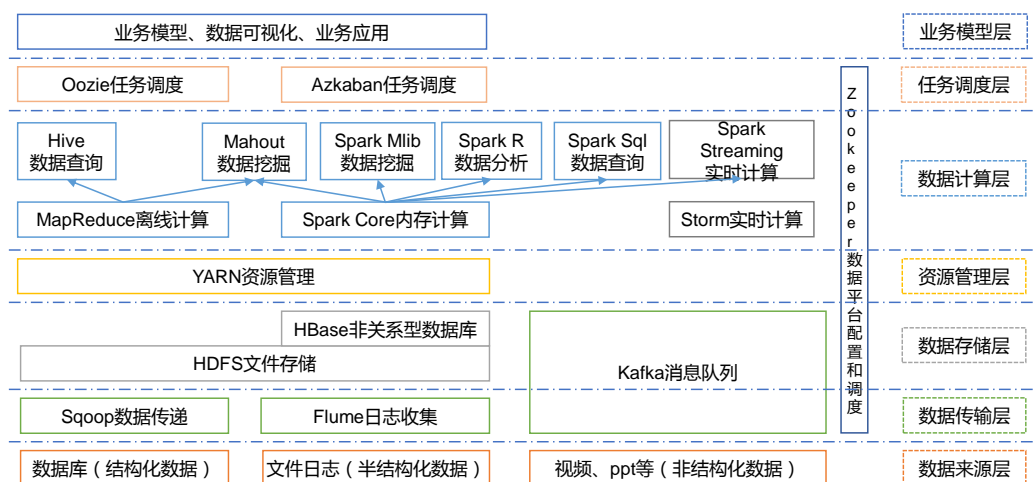 业务模型、数据可视化、业务应用
业务模型层
Oozie任务调度
Azkaban任务调度
任务调度层
Zookeeper数据平台配置和调度
Hive
数据查询
Mahout
数据挖掘
Spark Mlib
数据挖掘
Spark R
数据分析
Spark Sql
数据查询
Spark
Streaming
实时计算
数据计算层
MapReduce离线计算
Spark Core内存计算
Storm实时计算
YARN资源管理
资源管理层
HBase非关系型数据库
HDFS文件存储
Kafka消息队列
数据存储层
Sqoop数据传递
Flume日志收集
数据传输层
数据库（结构化数据）
文件日志（半结构化数据）
视频、ppt等（非结构化数据）
数据来源层